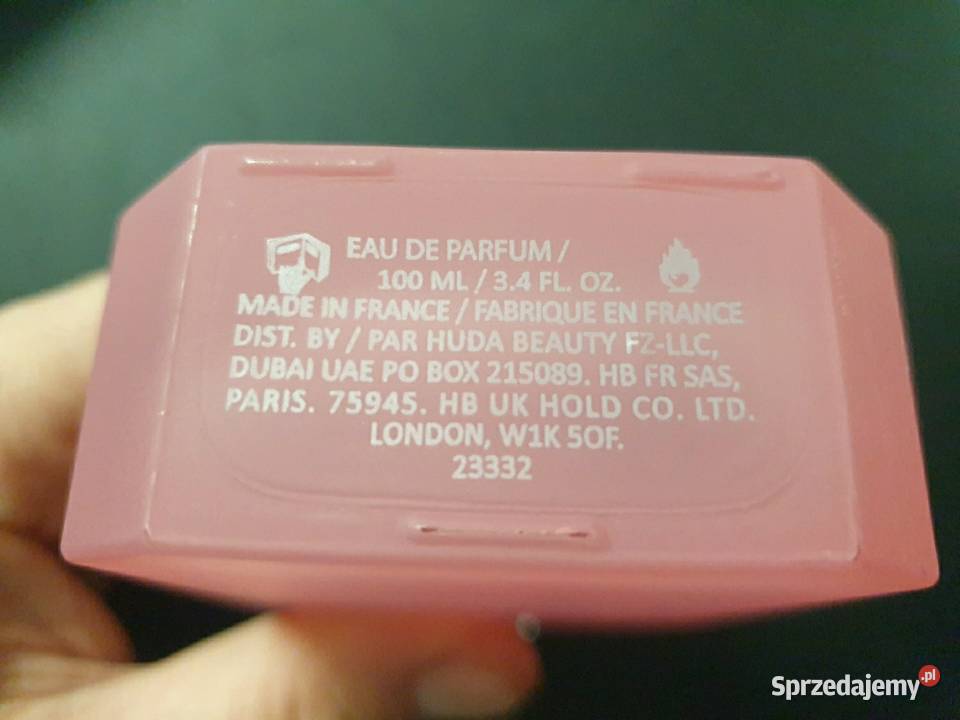 EAU DE PARFUM /
100 ML / 3.4 FL. OZ.
MADE IN FRANCE / FABRIQUE EN FRANCE
DIST. BY / PAR HUDA BEAUTY FZ-LLC,
DUBAI UAE PO BOX 215089. HB FR SAS,
PARIS. 75945. HB UK HOLD CO. LTD.
LONDON, W1K 5OF.
23332
Sprzedajemy.pl